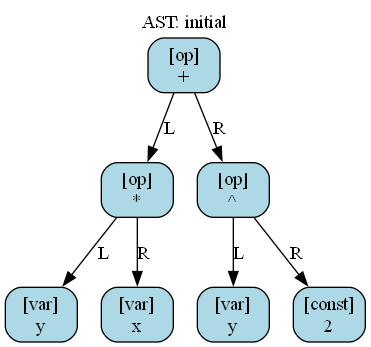 AST: initial
[op]
+
L
R
[op]
*
[op]
^
L
R
L
R
[var]
y
[var]
x
[var]
y
[const]
2